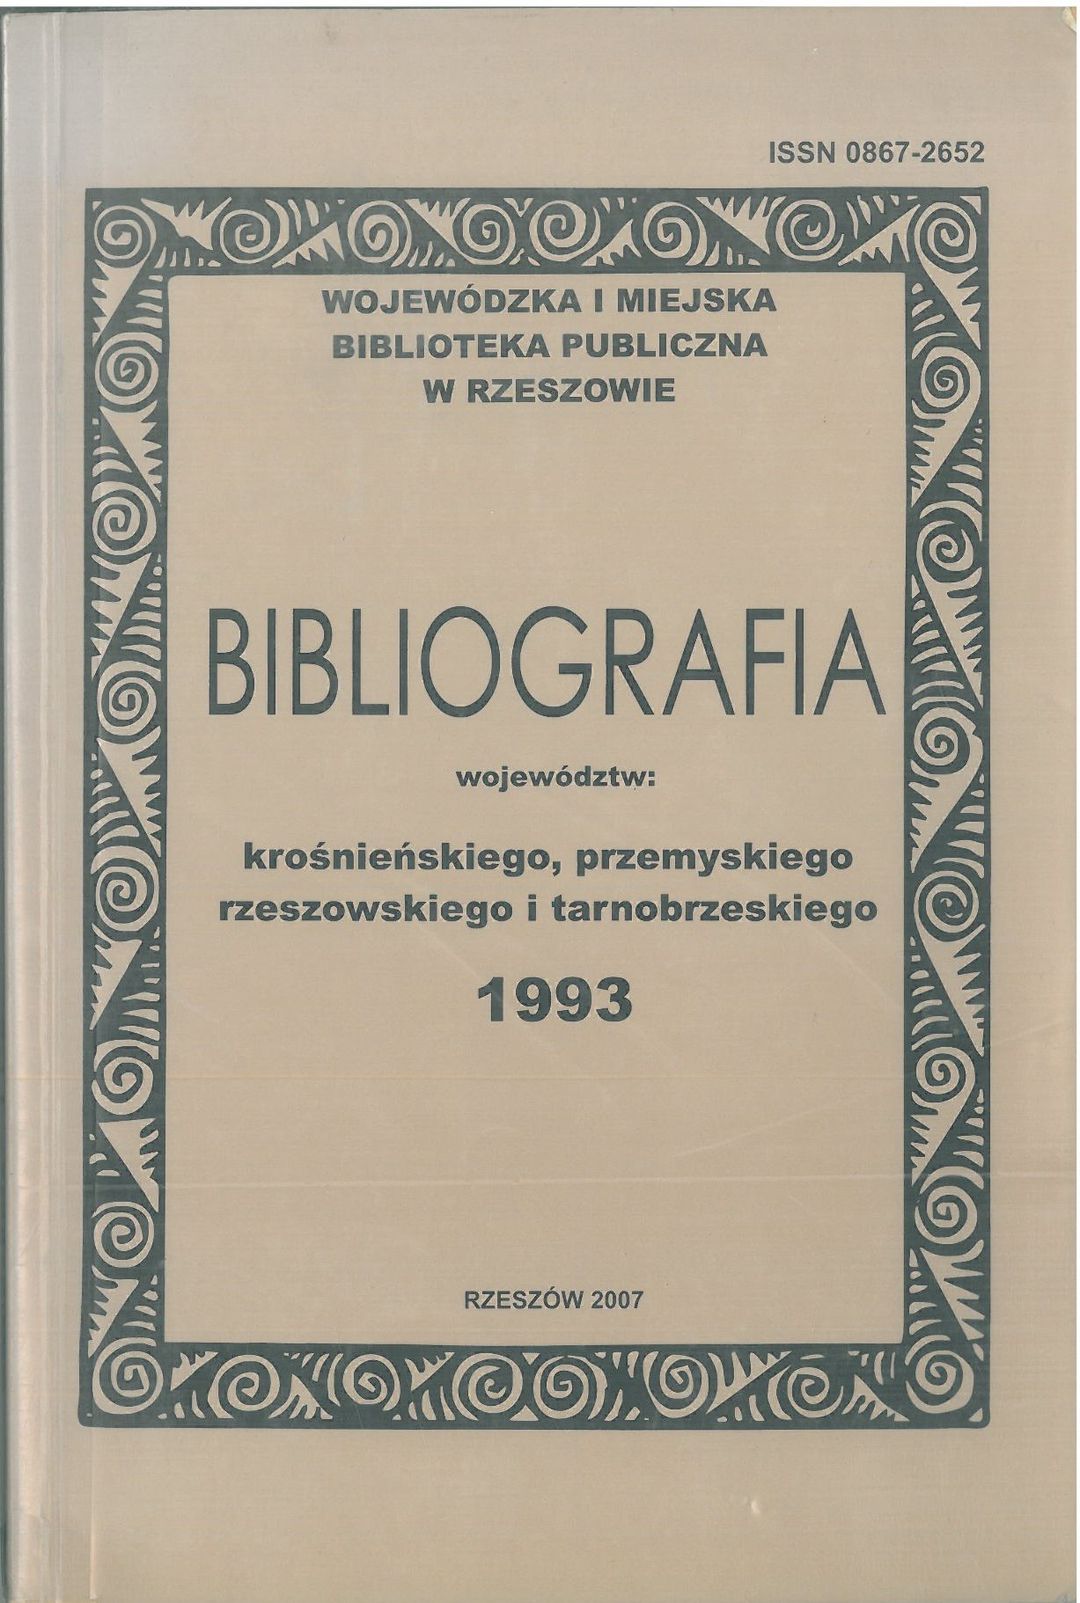 ISSN 0867-2652
WOJEWÓDZKA I MIEJSKA
BIBLIOTEKA PUBLICZNA
W RZESZOWIE
BIBLIOGRAFIA
województw:
krośnieńskiego, przemyskiego
rzeszowskiego i tarnobrzeskiego
1993
RZESZÓW 2007